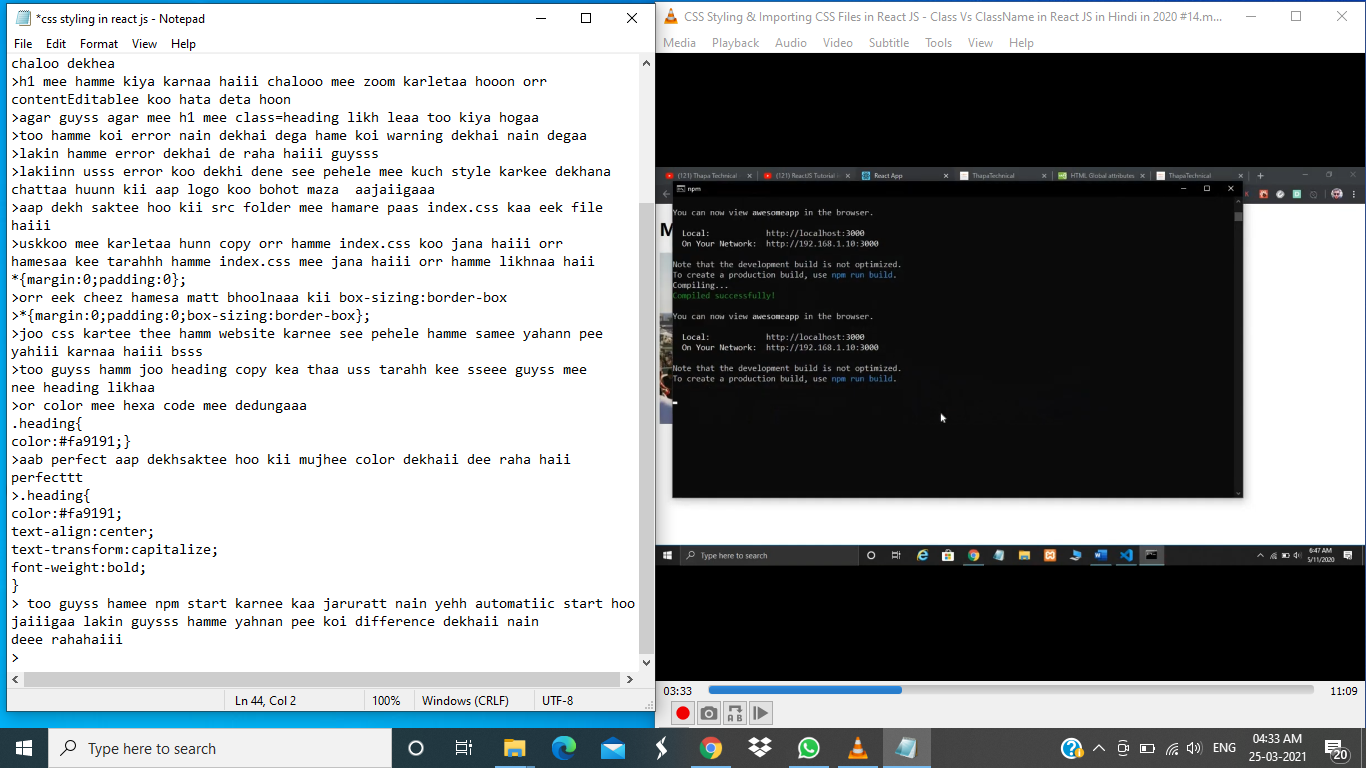 *css styling in react js - Notepad
File Edit Format View Help
chaloo dekhea
>h1 mee hamme kiya karnaa haiii chalooo mee zoom karletaa hooon orr
contentEditablee koo hata deta hoon
>agar guyss agar mee h1 mee class=heading likh leaa too kiya hogaa
>too hamme koi error nain dekhai dega hame koi warning dekhai nain degaa
>lakin hamme error dekhai de raha haiii guysss
>lakiinn usss error koo dekhi dene see pehele mee kuch style karkee dekhana
chattaa huunn kii aap logo koo bohot maza  aajaiigaaa
>aap dekh saktee hoo kii src folder mee hamare paas index.css kaa eek file
haiii
>uskkoo mee karletaa hunn copy orr hamme index.css koo jana haiii orr
hamesaa kee tarahhh hamme index.css mee jana haiii orr hamme likhnaa haii
*{margin:0;padding:0};
>orr eek cheez hamesa matt bhoolnaaa kii box-sizing:border-box
>*{margin:0;padding:0;box-sizing:border-box};
>joo css kartee thee hamm website karnee see pehele hamme samee yahann pee
yahiii karnaa haiii bsss
>too guyss hamm joo heading copy kea thaa uss tarahh kee sseee guyss mee
nee heading likhaa
>or color mee hexa code mee dedungaaa
.heading{
color:#fa9191;}
>aab perfect aap dekhsaktee hoo kii mujhee color dekhaii dee raha haii
perfecttt
>.heading{
color:#fa9191;
text-align:center;
text-transform:capitalize;
font-weight:bold;
}
> too guyss hamee npm start karnee kaa jaruratt nain yehh automatiic start hoo
jaiiigaa lakin guysss hamme yahnan pee koi difference dekhaii nain
deee rahahaiii
>
Ln 44, Col 2 100% Windows (CRLF) UTF-8
CSS Styling & Importing CSS Files in React JS - Class Vs ClassName in React JS in Hindi in 2020 #14.m...
Media Playback Audio Video Subtitle Tools View Help
(121) Thapa Technical (121) ReactJS Tutorial in React App ThapaTechnical HTML Global attributes ThapaTechnical
npm
M
You can now view awesomeapp in the browser.
Local: http://localhost:3000
On Your Network: http://192.168.1.10:3000
Note that the development build is not optimized.
To create a production build, use npm run build.
Compiling...
Compiled successfully!
You can now view awesomeapp in the browser.
Local: http://localhost:3000
On Your Network: http://192.168.1.10:3000
Note that the development build is not optimized.
To create a production build, use npm run build.
Type here to search
6:47 AM
5/11/2020
03:33 11:09
A B
Type here to search
ENG
04:33 AM
25-03-2021
20